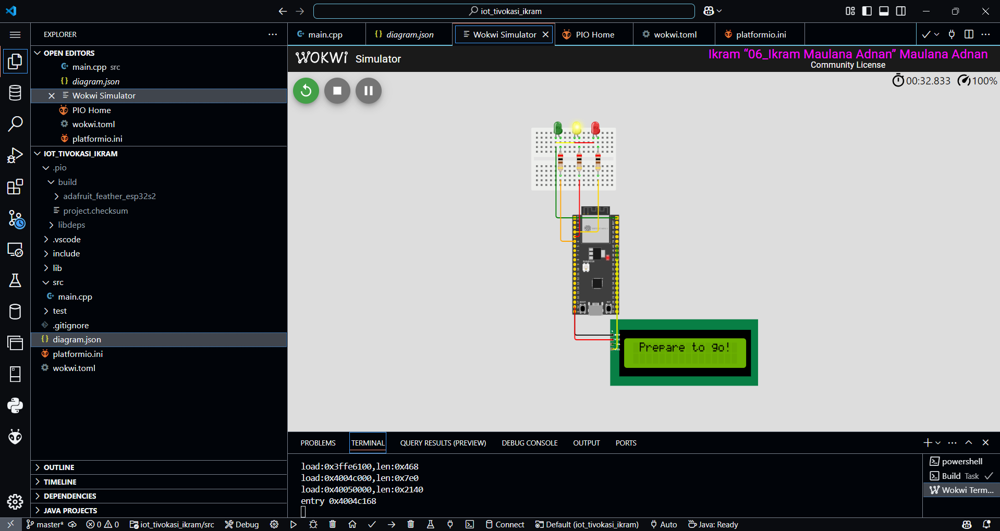 iot_tivokasi_ikram
EXPLORER
OPEN EDITORS
main.cpp src
diagram.json
Wokwi Simulator
PIO Home
wokwi.toml
platformio.ini
IOT_TIVOKASI_IKRAM
.pio
build
adafruit_feather_esp32s2
project.checksum
libdeps
.vscode
include
lib
src
main.cpp
test
.gitignore
diagram.json
platformio.ini
wokwi.toml
OUTLINE
TIMELINE
DEPENDENCIES
JAVA PROJECTS
main.cpp
diagram.json
Wokwi Simulator
PIO Home
wokwi.toml
platformio.ini
WOKWi Simulator
Ikram “06_Ikram Maulana Adnan” Maulana Adnan
Community License
00:32.833 100%
Prepare to go!
PROBLEMS TERMINAL QUERY RESULTS (PREVIEW) DEBUG CONSOLE OUTPUT PORTS
load:0x3ffe6100,len:0x468
load:0x4004c000,len:0x7e0
load:0x40050000,len:0x2140
entry 0x4004c168
powershell
Build Task
Wokwi Term...
master* 0 0 iot_tivokasi_ikram/src Debug Connect Default (iot_tivokasi_ikram) Auto Java: Ready